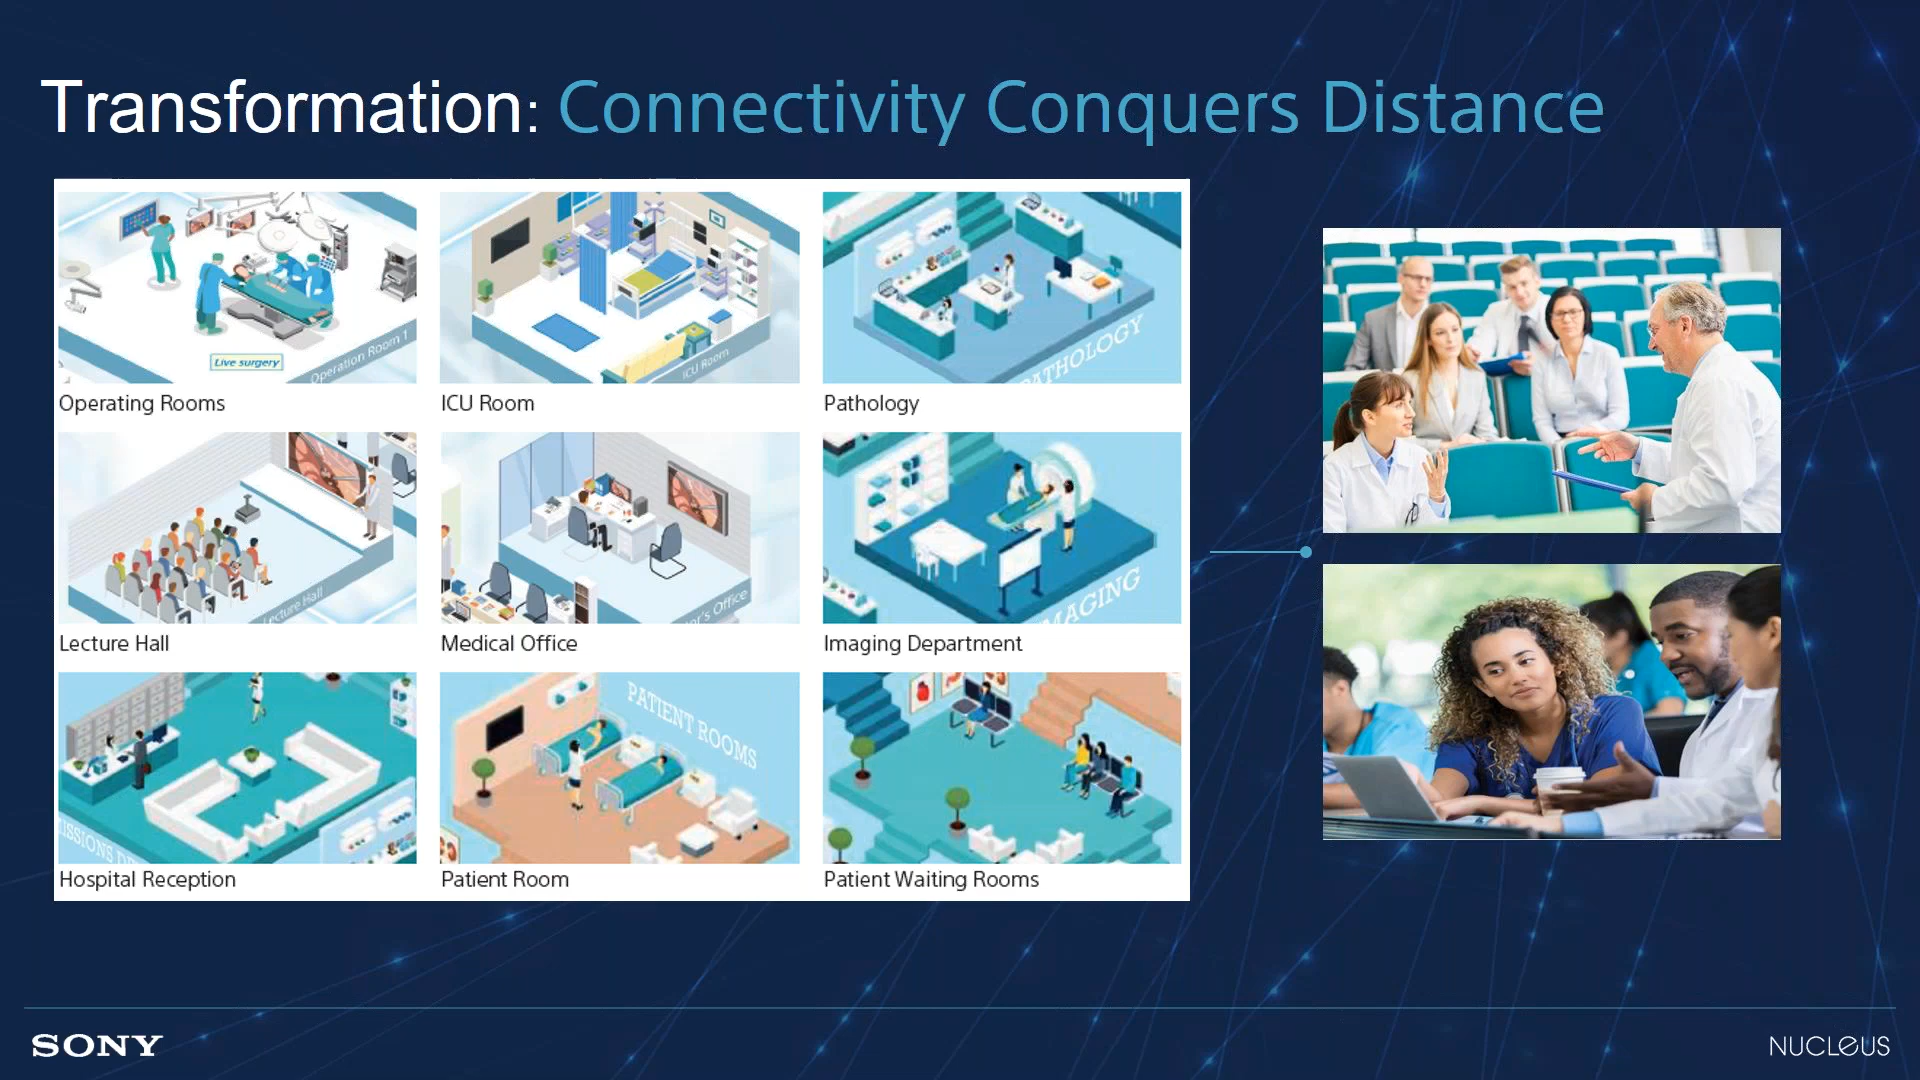 Transformation: Connectivity Conquers Distance
Live surgery
Operation Room 1
ICU Room
PATHOLOGY
Operating Rooms
ICU Room
Pathology
Lecture Hall
IMAGING
Lecture Hall
Medical Office
Imaging Department
PATIENT ROOMS
Hospital Reception
Patient Room
Patient Waiting Rooms
SONY
NUCLeUS